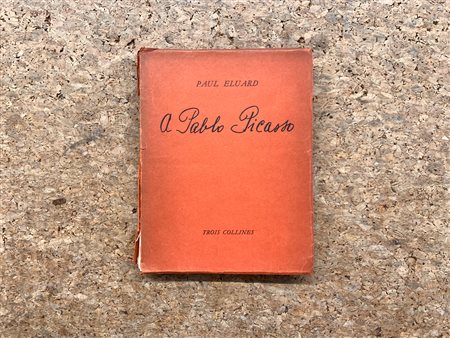 PAUL ELUARD
A Pablo Picasso
TROIS COLLINES